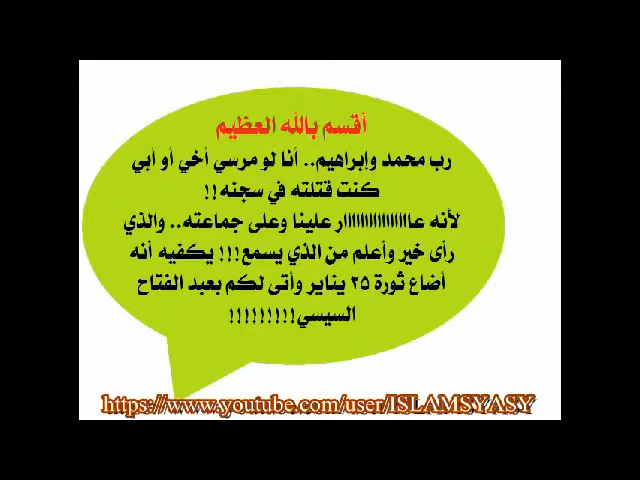 أقسم بالله العظيم
رب محمد وإبراهيم.. أنا لو مرسي أخي أو أبي
كنت قتلته في سجنه!!
لأنه عااااااااااااااااار علينا وعلى جماعته.. والذي
رأى خير وأعلم من الذي يسمع!!! يكفيه أنه
أضاع ثورة ٢٥ يناير وأتى لكم بعبد الفتاح
السيسي!!!!!!!!!
https://www.youtube.com/user/ISLAMSYASY